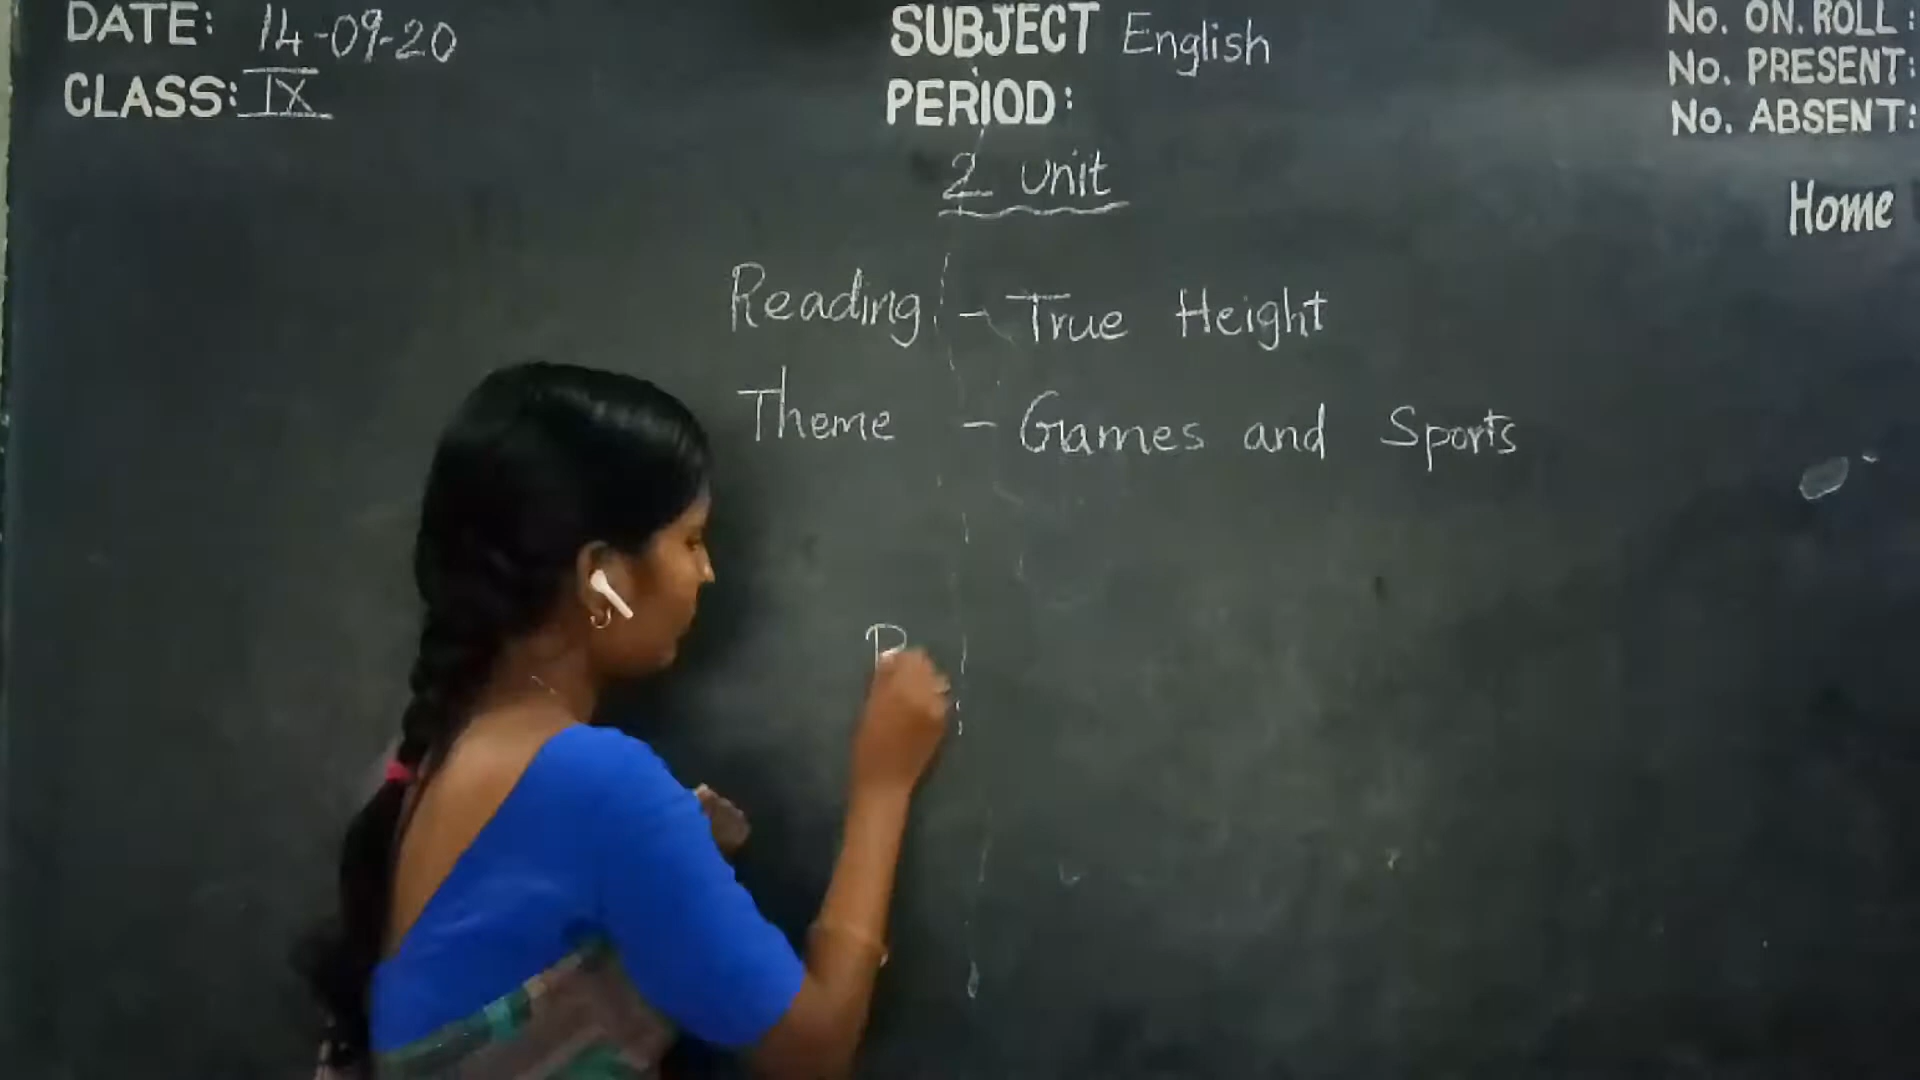 DATE: 14-09-20
CLASS: IX
SUBJECT English
PERIOD:
No. ON. ROLL:
No. PRESENT:
No. ABSENT:
2 unit
Home
Reading - True Height
Theme - Games and Sports